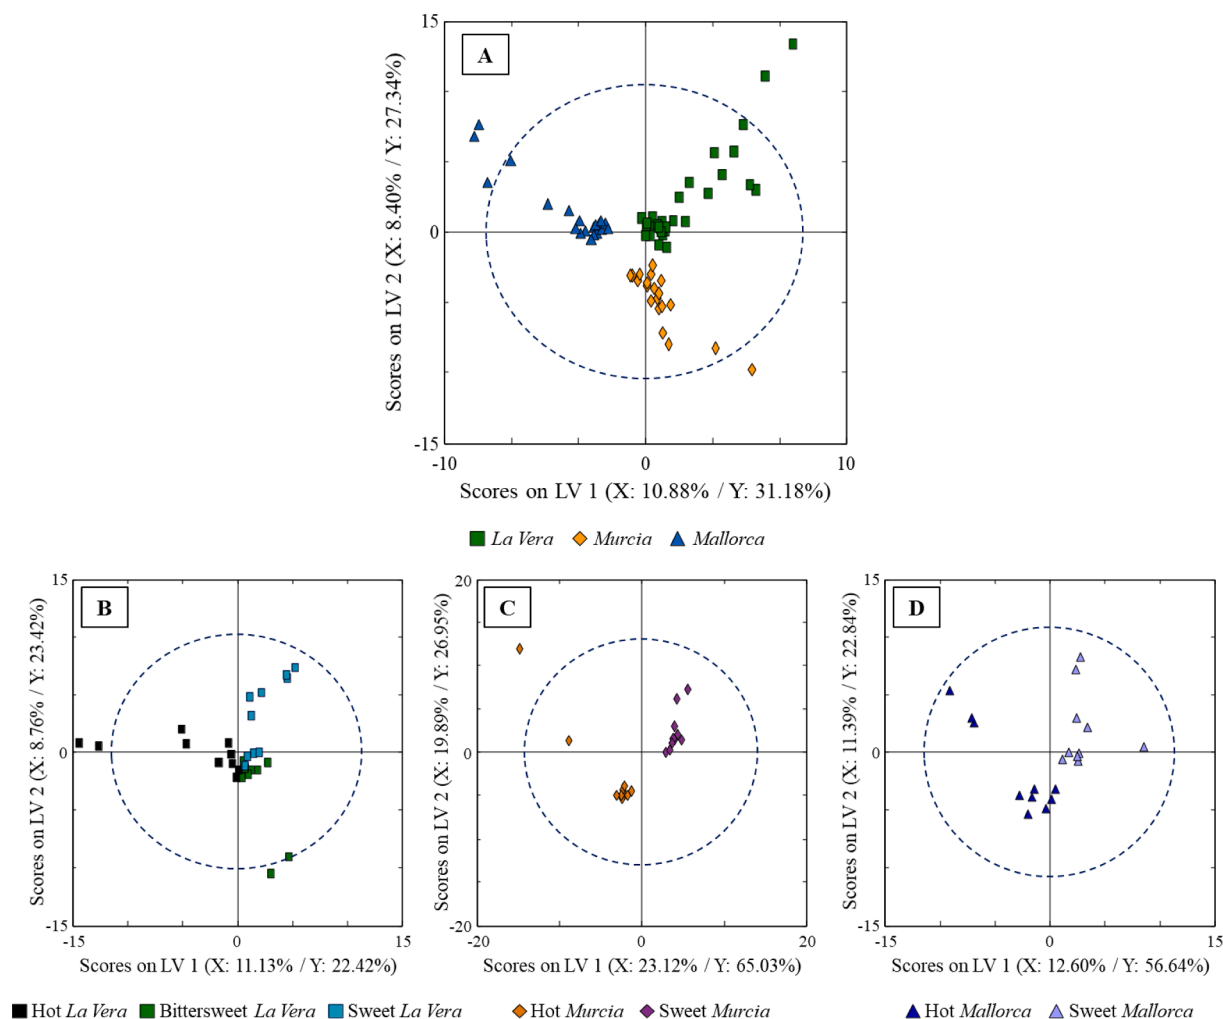 A
15
0
-15
Scores on LV 2 (X: 8.40% / Y: 27.34%)
-10 0 10
Scores on LV 1 (X: 10.88% / Y: 31.18%)
La Vera Murcia Mallorca
B
15
0
-15
Scores on LV 2 (X: 8.76% / Y: 23.42%)
-15 0 15
Scores on LV 1 (X: 11.13% / Y: 22.42%)
Hot La Vera Bittersweet La Vera Sweet La Vera
C
20
0
-20
Scores on LV 2 (X: 19.89% / Y: 26.95%)
-20 0 20
Scores on LV 1 (X: 23.12% / Y: 65.03%)
Hot Murcia Sweet Murcia
D
15
0
-15
Scores on LV 2 (X: 11.39% / Y: 22.84%)
-15 0 15
Scores on LV 1 (X: 12.60% / Y: 56.64%)
Hot Mallorca Sweet Mallorca